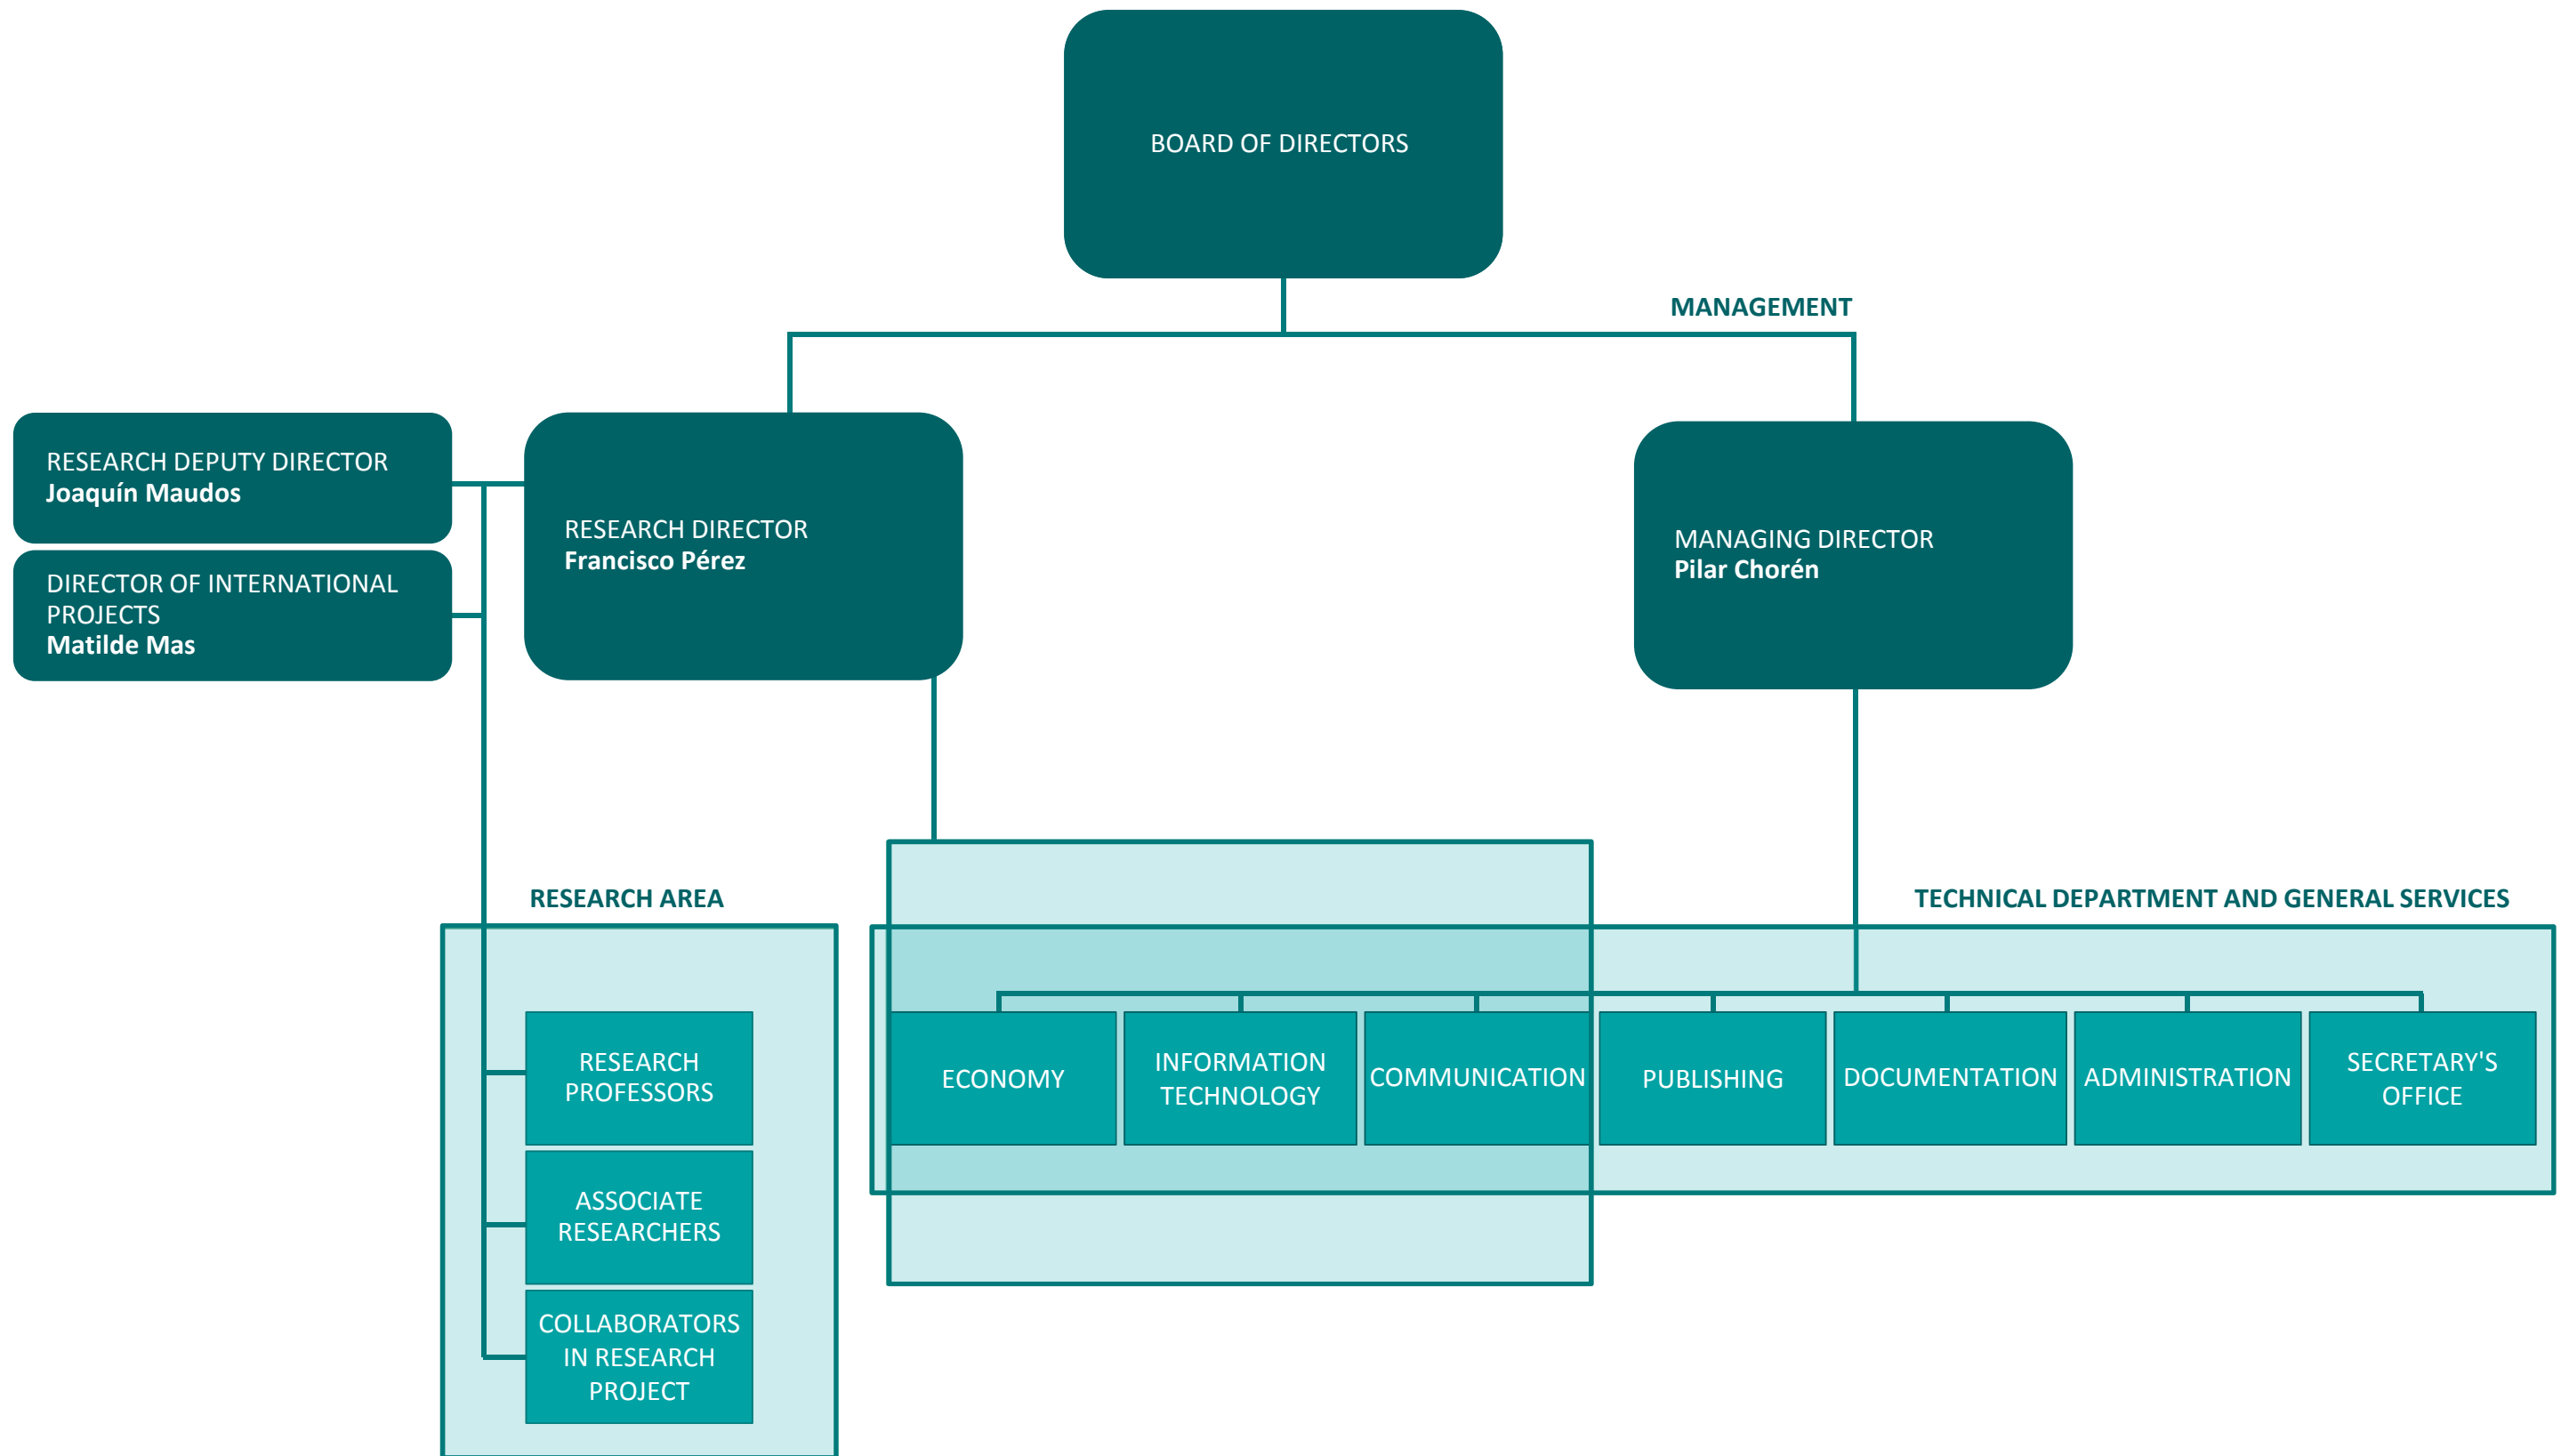 BOARD OF DIRECTORS
MANAGEMENT
RESEARCH DEPUTY DIRECTOR
Joaquín Maudos
DIRECTOR OF INTERNATIONAL
PROJECTS
Matilde Mas
RESEARCH DIRECTOR
Francisco Pérez
MANAGING DIRECTOR
Pilar Chorén
RESEARCH AREA
RESEARCH
PROFESSORS
ASSOCIATE
RESEARCHERS
COLLABORATORS
IN RESEARCH
PROJECT
TECHNICAL DEPARTMENT AND GENERAL SERVICES
ECONOMY
INFORMATION
TECHNOLOGY
COMMUNICATION
PUBLISHING
DOCUMENTATION
ADMINISTRATION
SECRETARY'S
OFFICE